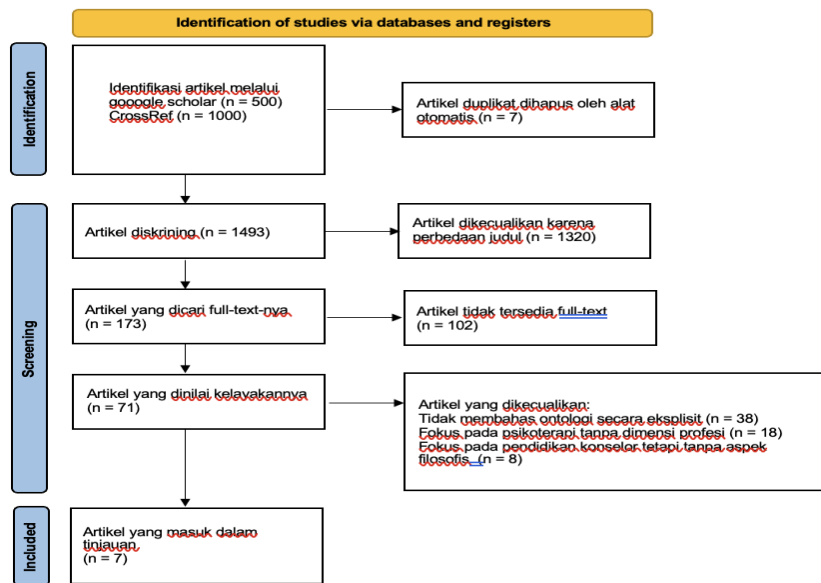 Identification of studies via databases and registers
Identification
Identifikasi artikel melalui
gooogle scholar (n = 500)
CrossRef (n = 1000)
Artikel duplikat dihapus oleh alat
otomatis (n = 7)
Screening
Artikel diskrining (n = 1493)
Artikel dikecualikan karena
perbedaan judul (n = 1320)
Artikel yang dicari full-text-nya
(n = 173)
Artikel tidak tersedia full-text
(n = 102)
Artikel yang dinilai kelayakannya
(n = 71)
Artikel yang dikecualikan:
Tidak membahas ontologi secara eksplisit (n = 38)
Fokus pada psikoterapi tanpa dimensi profesi (n = 18)
Fokus pada pendidikan konselor tetapi tanpa aspek
filosofis (n = 8)
Included
Artikel yang masuk dalam
tinjauan
(n = 7)